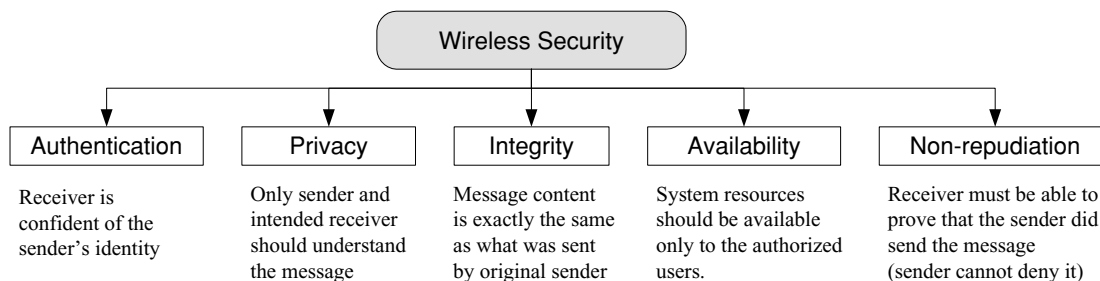 Wireless Security
Authentication
Receiver is
confident of the
sender's identity
Privacy
Only sender and
intended receiver
should understand
the message
Integrity
Message content
is exactly the same
as what was sent
by original sender
Availability
System resources
should be available
only to the authorized
users.
Non-repudiation
Receiver must be able to
prove that the sender did
send the message
(sender cannot deny it)